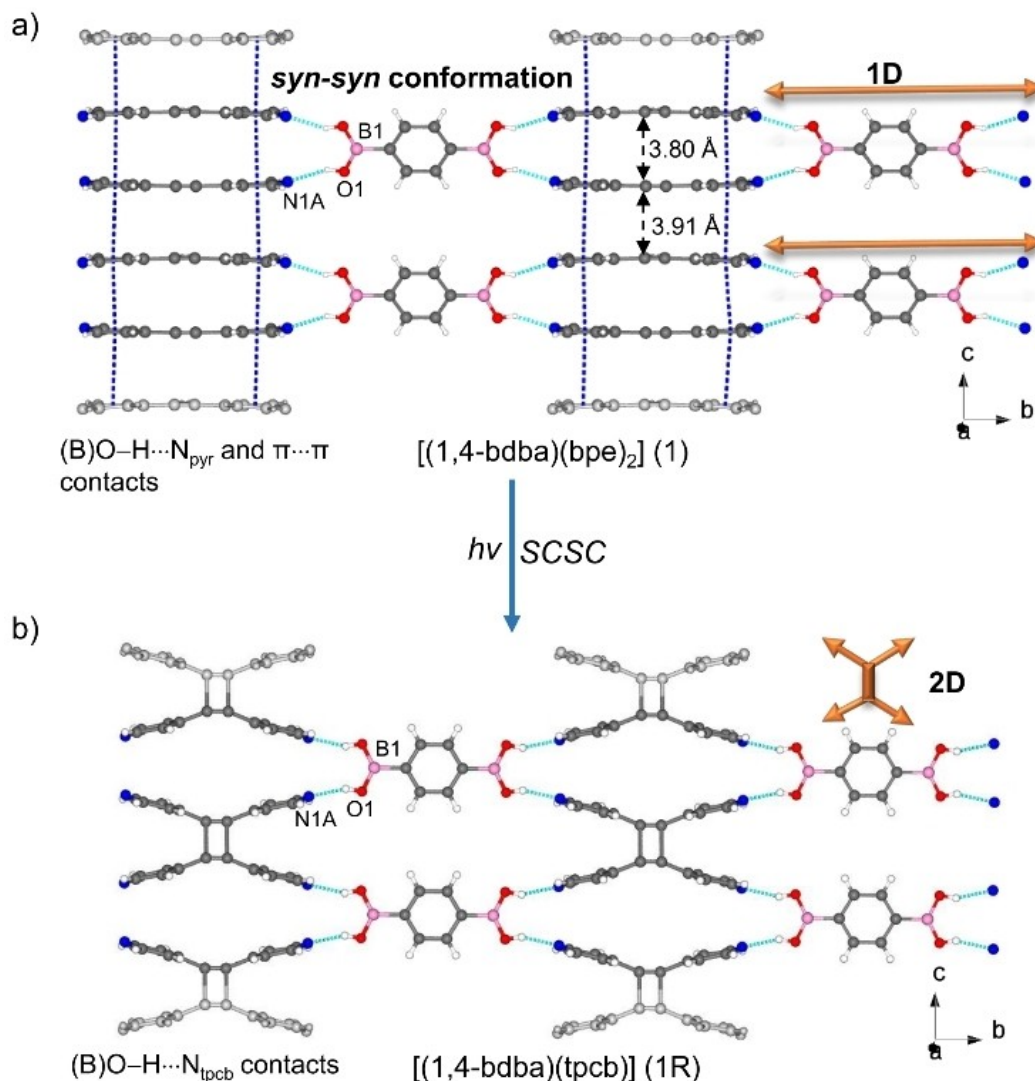 a)
syn-syn conformation
1D
B1
O1
N1A
3.80 Å
3.91 Å
c
b
a
(B)O–H···Npyr and π···π
contacts
[(1,4-bdba)(bpe)2] (1)
hv SCSC
b)
2D
B1
O1
N1A
c
b
a
(B)O–H···Ntpcb contacts
[(1,4-bdba)(tpcb)] (1R)